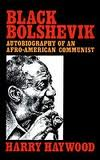 BLACK
BOLSHEVIK
AUTOBIOGRAPHY OF AN
AFRO-AMERICAN COMMUNIST
HARRY HAYWOOD